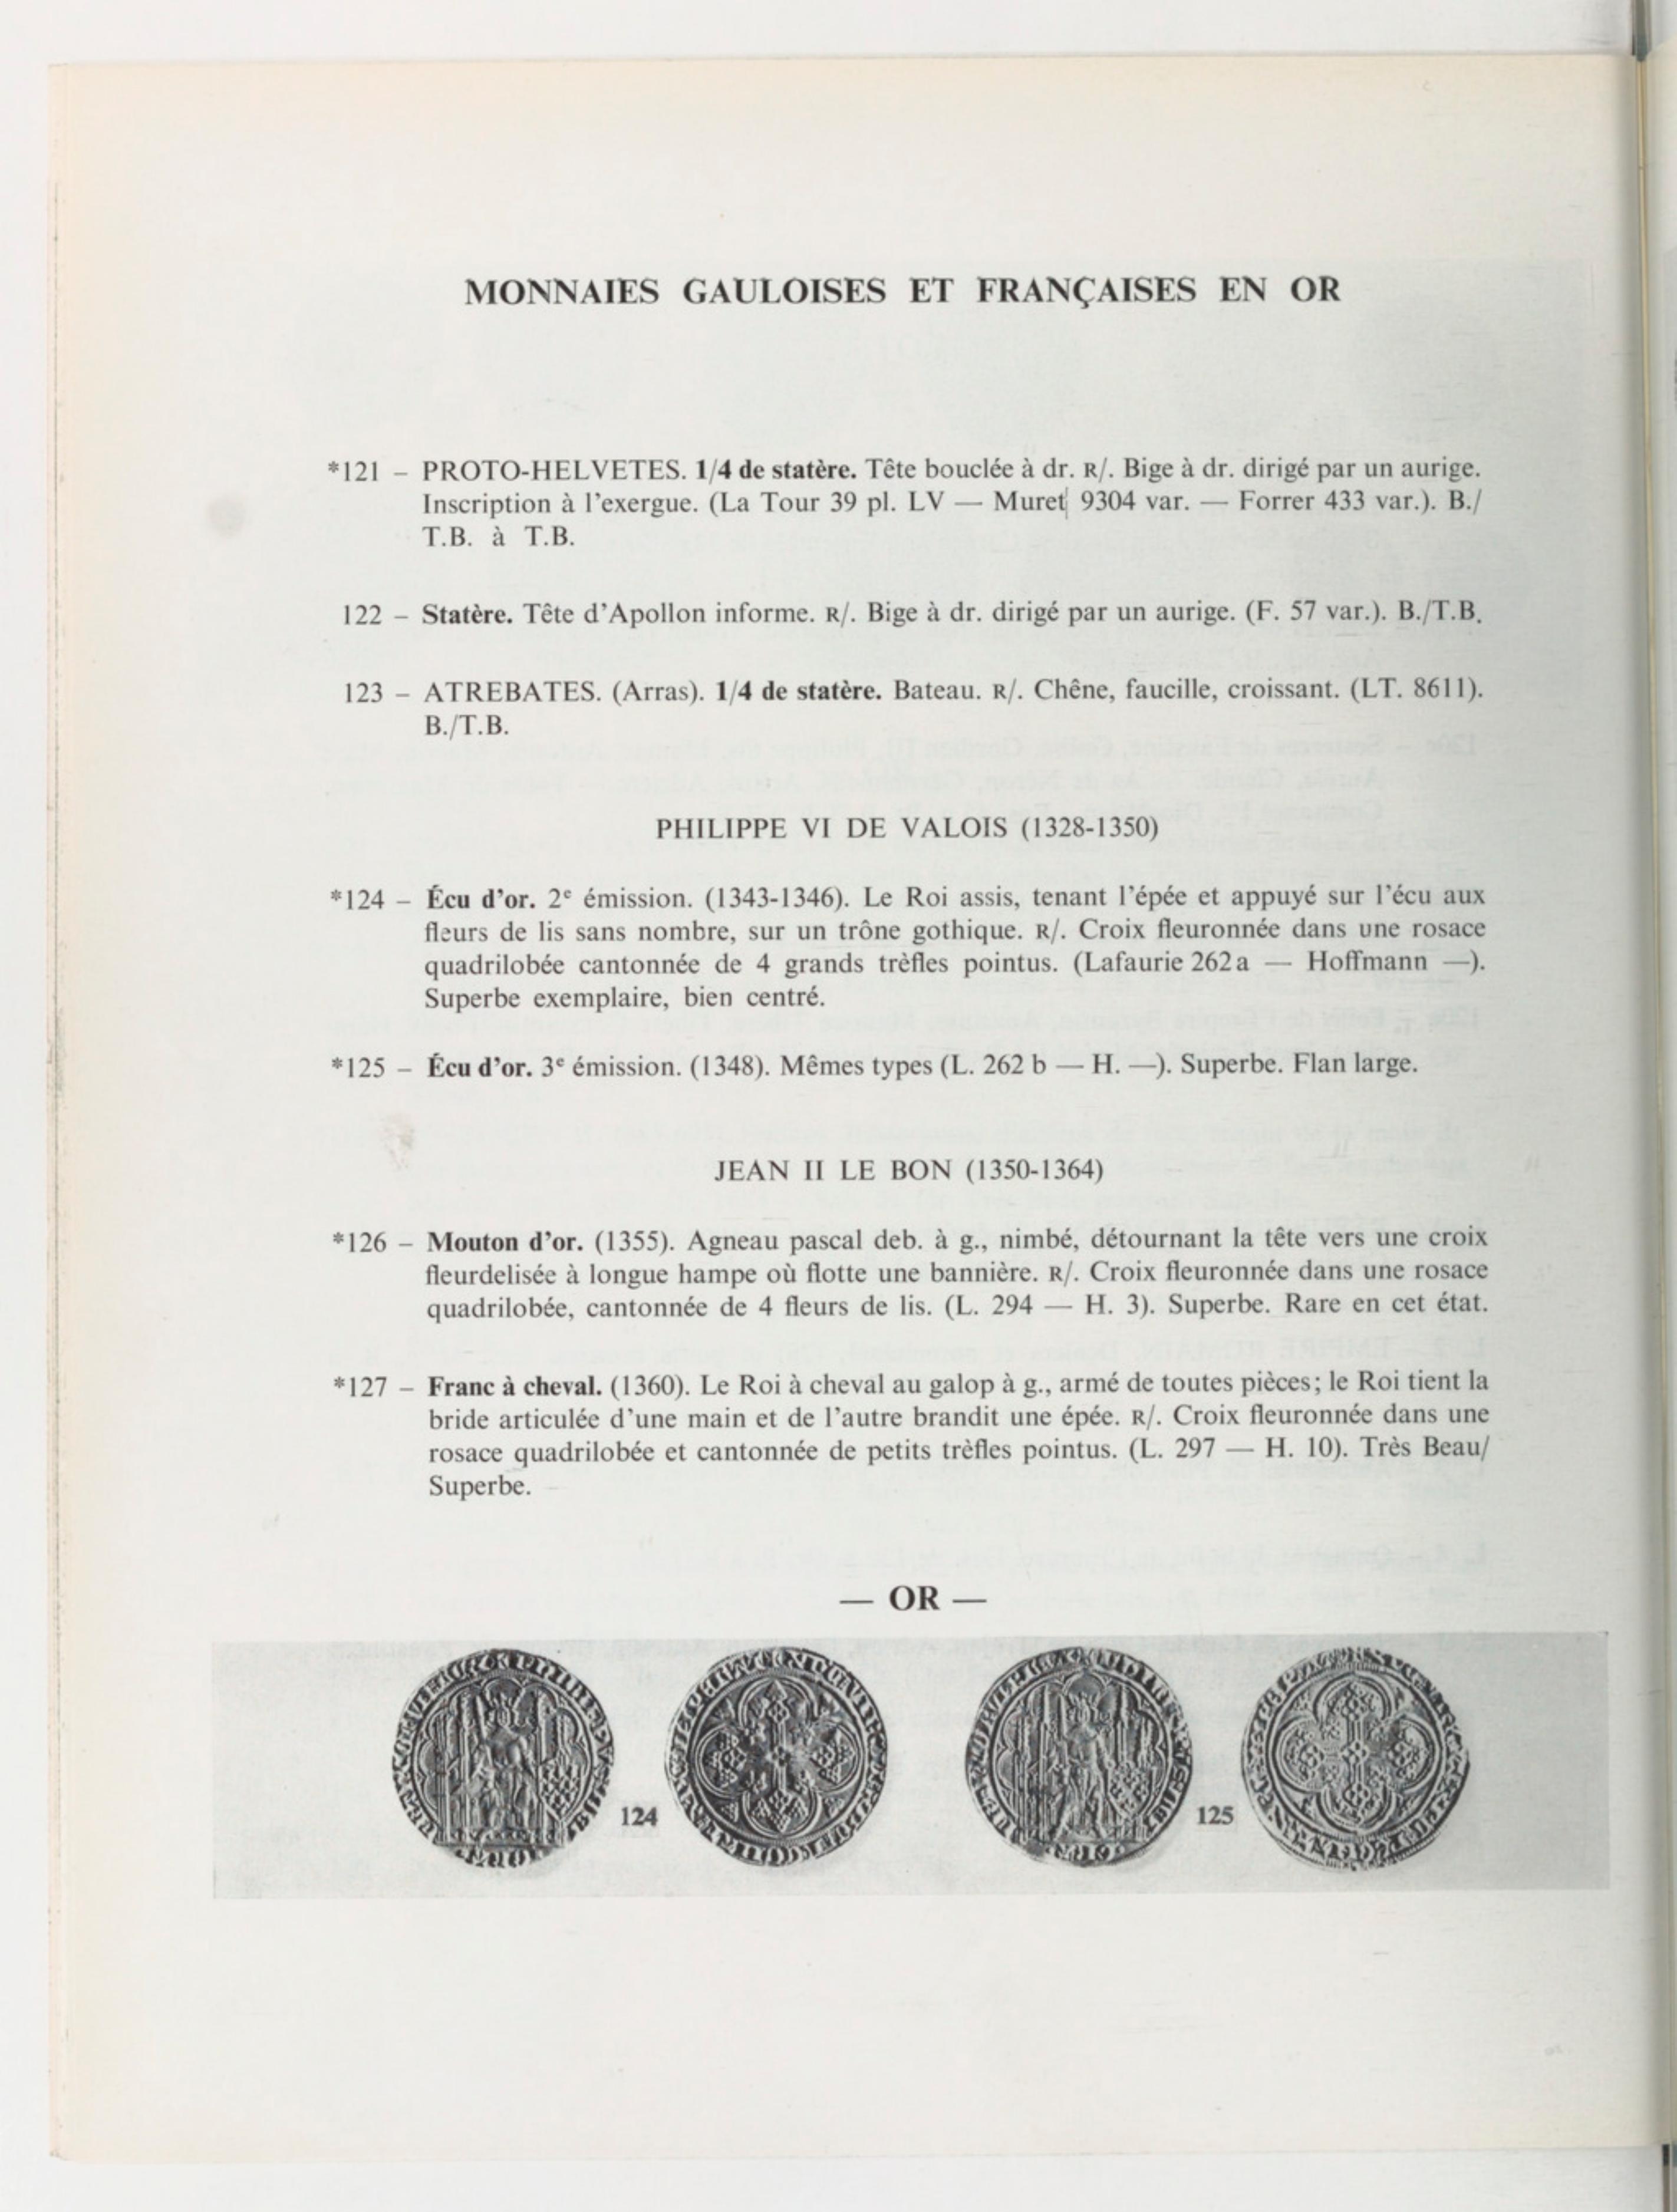 MONNAIES GAULOISES ET FRANÇAISES EN OR
*121 – PROTO-HELVETES. 1/4 de statère. Tête bouclée à dr. R/. Bige à dr. dirigé par un aurige.
Inscription à l'exergue. (La Tour 39 pl. LV — Muret 9304 var. — Forrer 433 var.). B./
T.B. à T.B.
122 – Statère. Tête d'Apollon informe. R/. Bige à dr. dirigé par un aurige. (F. 57 var.). B./T.B.
123 – ATREBATES. (Arras). 1/4 de statère. Bateau. R/. Chêne, faucille, croissant. (LT. 8611).
B./T.B.
PHILIPPE VI DE VALOIS (1328-1350)
*124 – Écu d'or. 2e émission. (1343-1346). Le Roi assis, tenant l'épée et appuyé sur l'écu aux
fleurs de lis sans nombre, sur un trône gothique. R/. Croix fleuronnée dans une rosace
quadrilobée cantonnée de 4 grands trèfles pointus. (Lafaurie 262 a — Hoffmann —).
Superbe exemplaire, bien centré.
*125 – Écu d'or. 3e émission. (1348). Mêmes types (L. 262 b — H. —). Superbe. Flan large.
JEAN II LE BON (1350-1364)
*126 – Mouton d'or. (1355). Agneau pascal deb. à g., nimbé, détournant la tête vers une croix
fleurdelisée à longue hampe où flotte une bannière. R/. Croix fleuronnée dans une rosace
quadrilobée, cantonnée de 4 fleurs de lis. (L. 294 — H. 3). Superbe. Rare en cet état.
*127 – Franc à cheval. (1360). Le Roi à cheval au galop à g., armé de toutes pièces; le Roi tient la
bride articulée d'une main et de l'autre brandit une épée. R/. Croix fleuronnée dans une
rosace quadrilobée et cantonnée de petits trèfles pointus. (L. 297 — H. 10). Très Beau/
Superbe.
— OR —
124
125